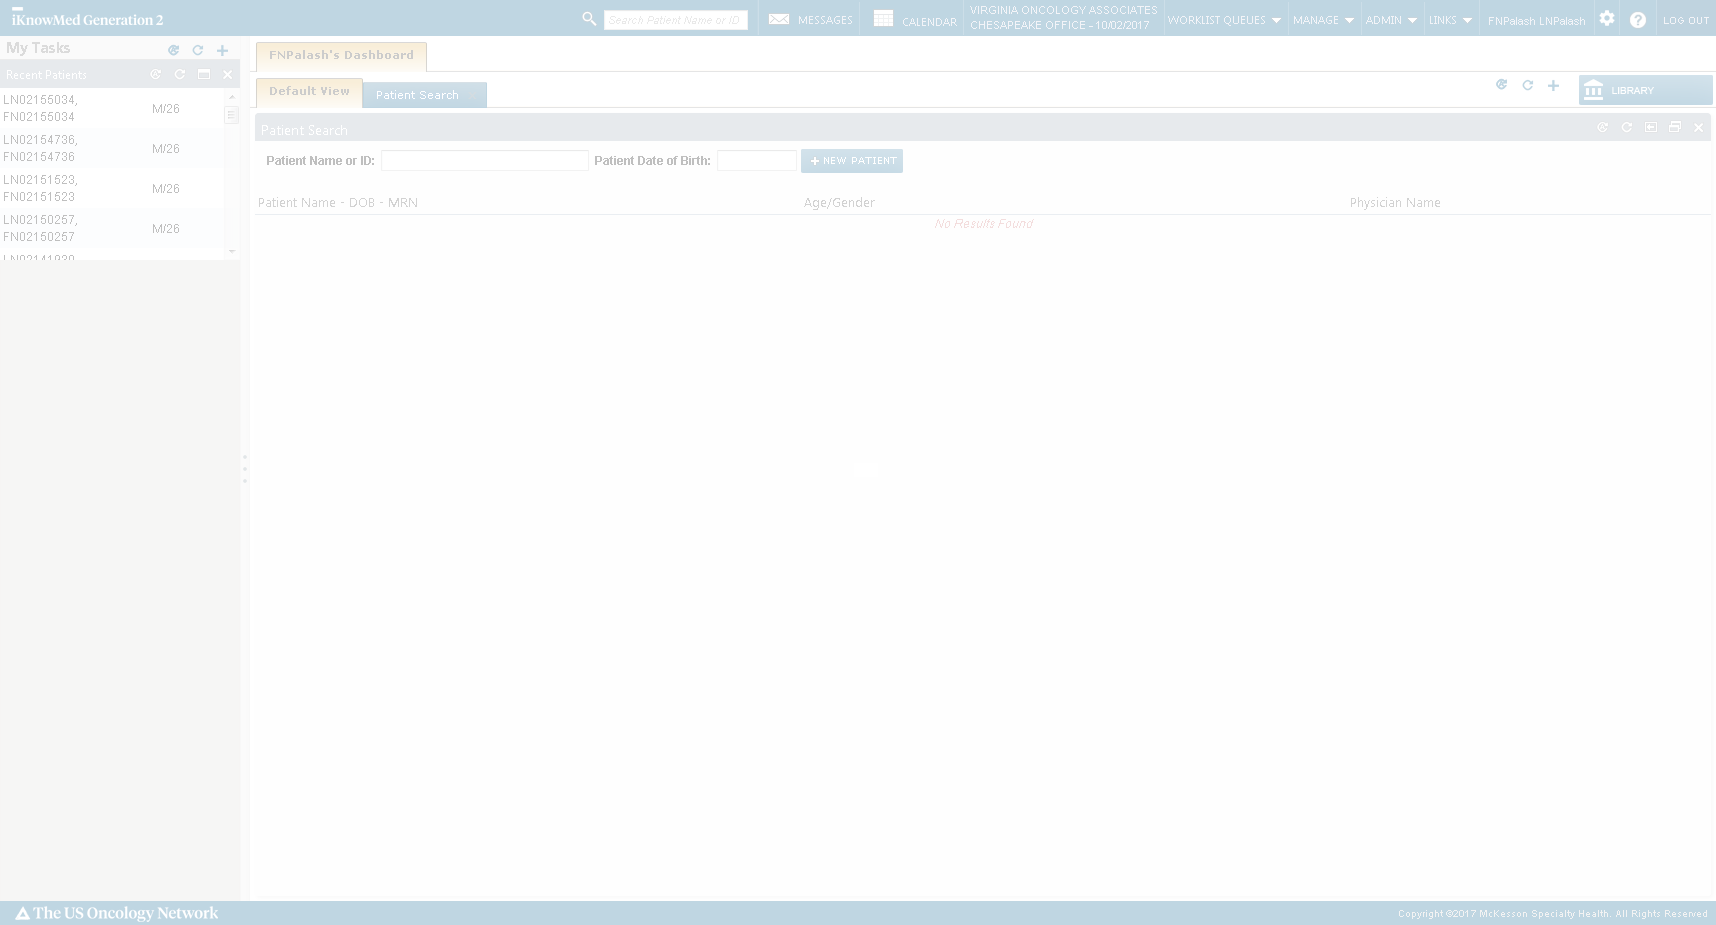 iKnowMed Generation 2
Search Patient Name or ID
MESSAGES
CALENDAR
VIRGINIA ONCOLOGY ASSOCIATES
CHESAPEAKE OFFICE - 10/02/2017
WORKLIST QUEUES
MANAGE
ADMIN
LINKS
FNPalash LNPalash
LOG OUT
My Tasks
Recent Patients
LN02155034,
FN02155034
M/26
LN02154736,
FN02154736
M/26
LN02151523,
FN02151523
M/26
LN02150257,
FN02150257
M/26
FNPalash's Dashboard
Default View
Patient Search
LIBRARY
Patient Search
Patient Name or ID:
Patient Date of Birth:
NEW PATIENT
Patient Name - DOB - MRN
Age/Gender
Physician Name
No Results Found
The US Oncology Network
Copyright ©2017 McKesson Specialty Health. All Rights Reserved